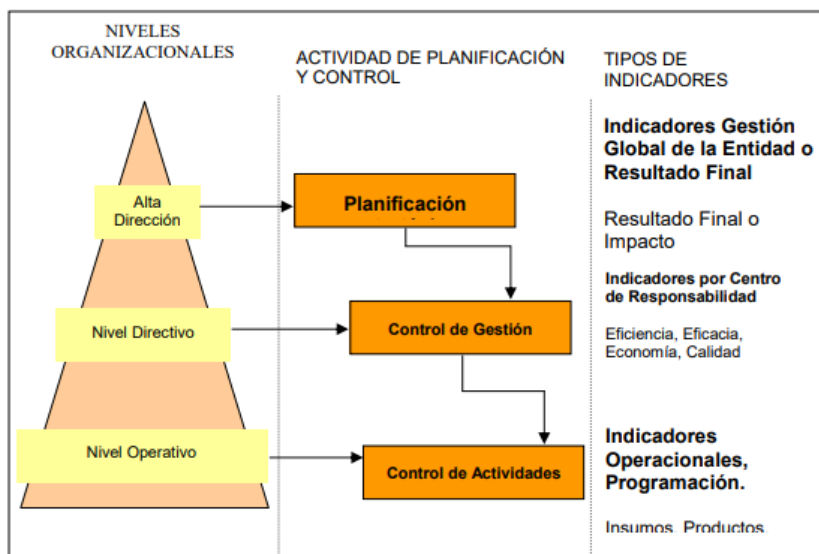 NIVELES
ORGANIZACIONALES
ACTIVIDAD DE PLANIFICACIÓN
Y CONTROL
TIPOS DE
INDICADORES
Alta
Dirección
Planificación
Indicadores Gestión
Global de la Entidad o
Resultado Final
Resultado Final o
Impacto
Nivel Directivo
Control de Gestión
Indicadores por Centro
de Responsabilidad
Eficiencia, Eficacia,
Economía, Calidad
Nivel Operativo
Control de Actividades
Indicadores
Operacionales,
Programación.
Insumos, Productos,